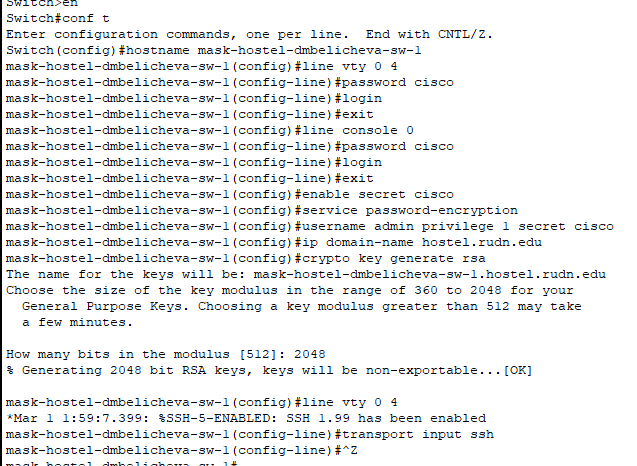 Switch>en
Switch#conf t
Enter configuration commands, one per line.  End with CNTL/Z.
Switch(config)#hostname mask-hostel-dmbelicheva-sw-1
mask-hostel-dmbelicheva-sw-1(config)#line vty 0 4
mask-hostel-dmbelicheva-sw-1(config-line)#password cisco
mask-hostel-dmbelicheva-sw-1(config-line)#login
mask-hostel-dmbelicheva-sw-1(config-line)#exit
mask-hostel-dmbelicheva-sw-1(config)#line console 0
mask-hostel-dmbelicheva-sw-1(config-line)#password cisco
mask-hostel-dmbelicheva-sw-1(config-line)#login
mask-hostel-dmbelicheva-sw-1(config-line)#exit
mask-hostel-dmbelicheva-sw-1(config)#enable secret cisco
mask-hostel-dmbelicheva-sw-1(config)#service password-encryption
mask-hostel-dmbelicheva-sw-1(config)#username admin privilege 1 secret cisco
mask-hostel-dmbelicheva-sw-1(config)#ip domain-name hostel.rudn.edu
mask-hostel-dmbelicheva-sw-1(config)#crypto key generate rsa
The name for the keys will be: mask-hostel-dmbelicheva-sw-1.hostel.rudn.edu
Choose the size of the key modulus in the range of 360 to 2048 for your
  General Purpose Keys. Choosing a key modulus greater than 512 may take
  a few minutes.

How many bits in the modulus [512]: 2048
% Generating 2048 bit RSA keys, keys will be non-exportable...[OK]

mask-hostel-dmbelicheva-sw-1(config)#line vty 0 4
*Mar 1 1:59:7.399: %SSH-5-ENABLED: SSH 1.99 has been enabled
mask-hostel-dmbelicheva-sw-1(config-line)#transport input ssh
mask-hostel-dmbelicheva-sw-1(config-line)#^Z
mask-hostel-dmbelicheva-sw-1#